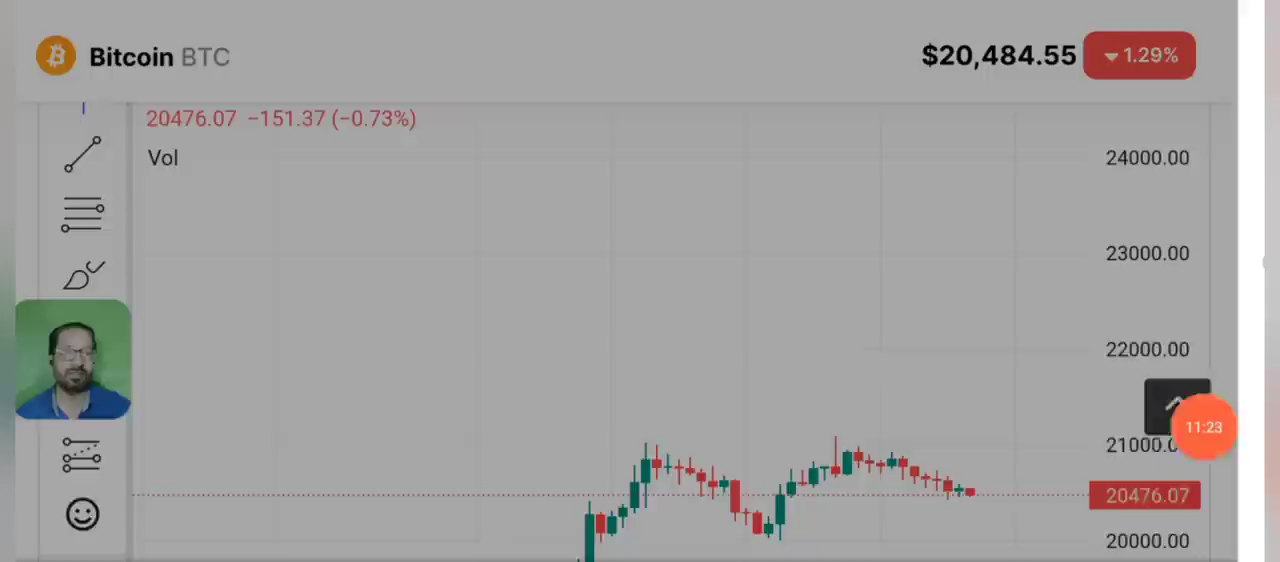 Bitcoin BTC $20,484.55 1.29%
20476.07 −151.37 (−0.73%)
Vol
24000.00
23000.00
22000.00
11:23
21000.0
20476.07
20000.00